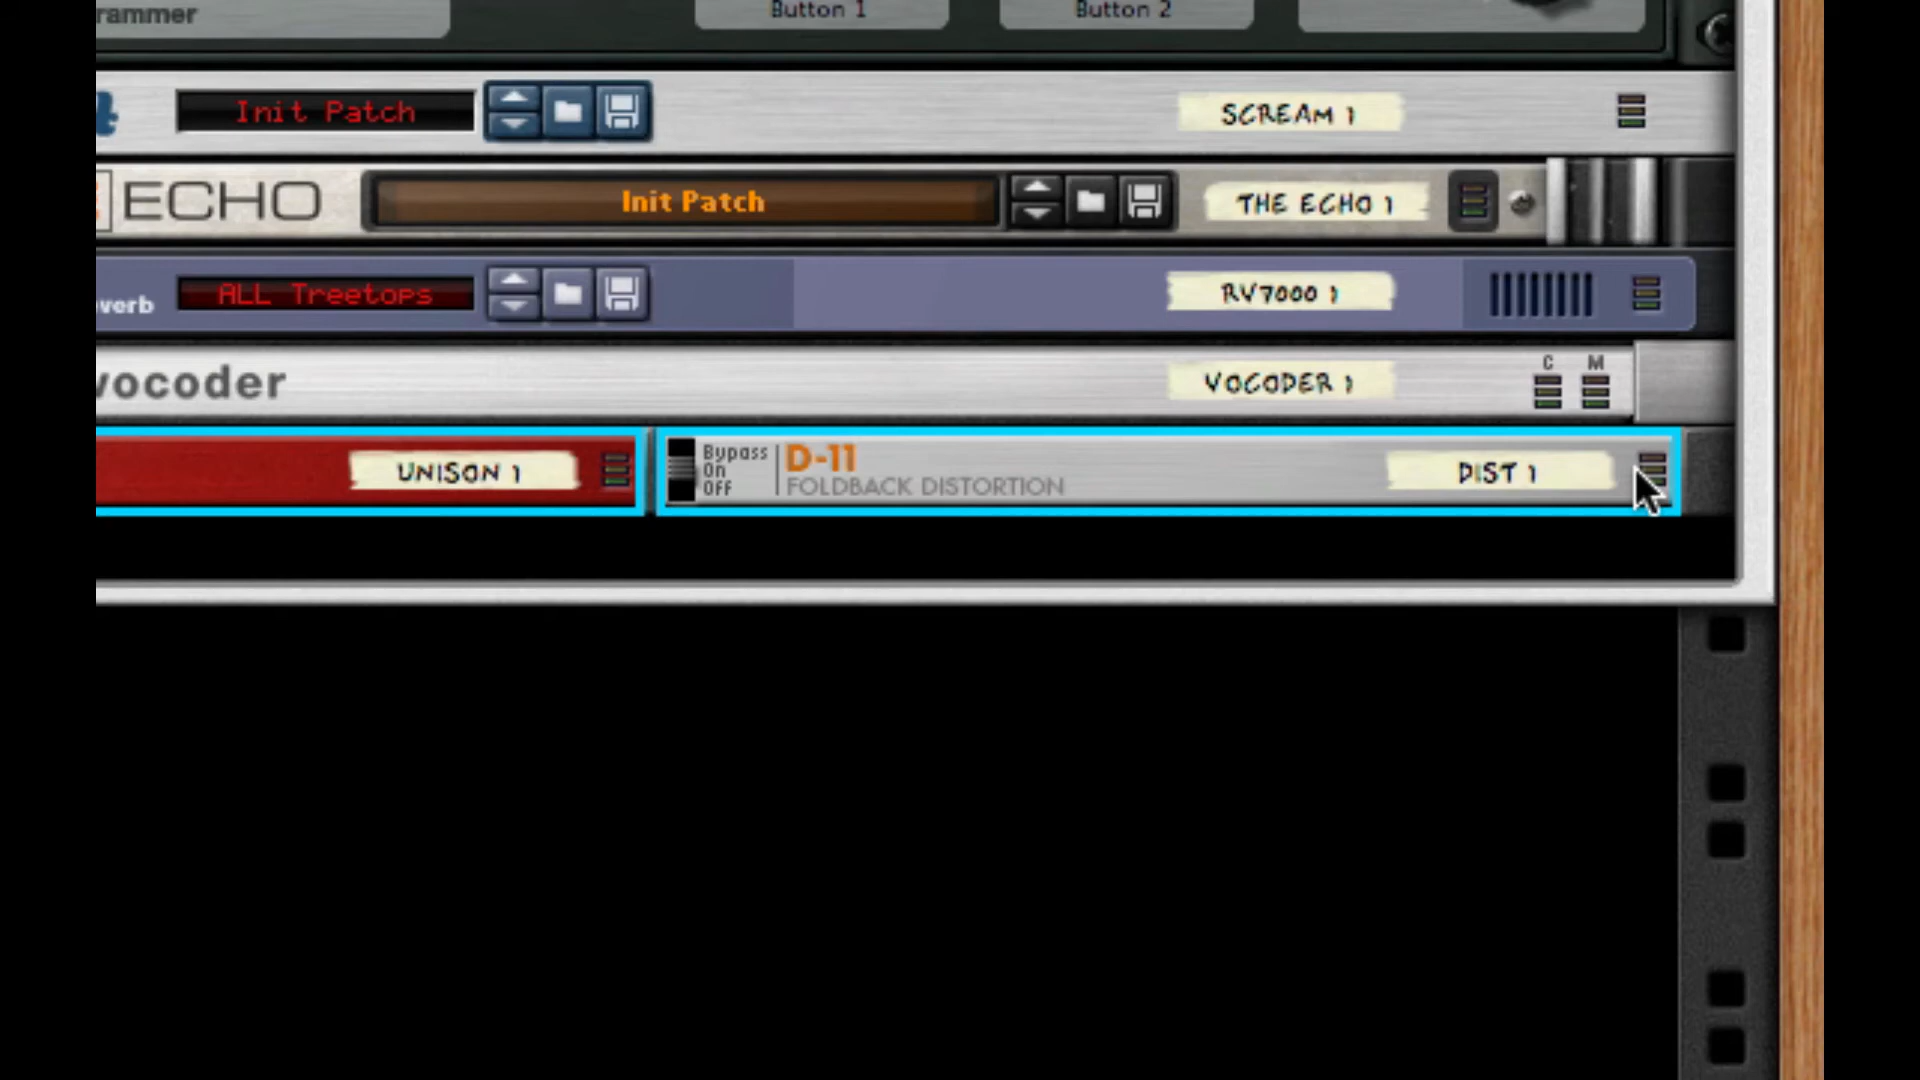 rammer
Button 1
Button 2
Init Patch
SCREAM 1
ECHO
Init Patch
THE ECHO 1
verb
ALL Treetops
RV7000 1
vocoder
VOCODER 1
C M
UNISON 1
Bypass
On
OFF
D-11
FOLDBACK DISTORTION
DIST 1